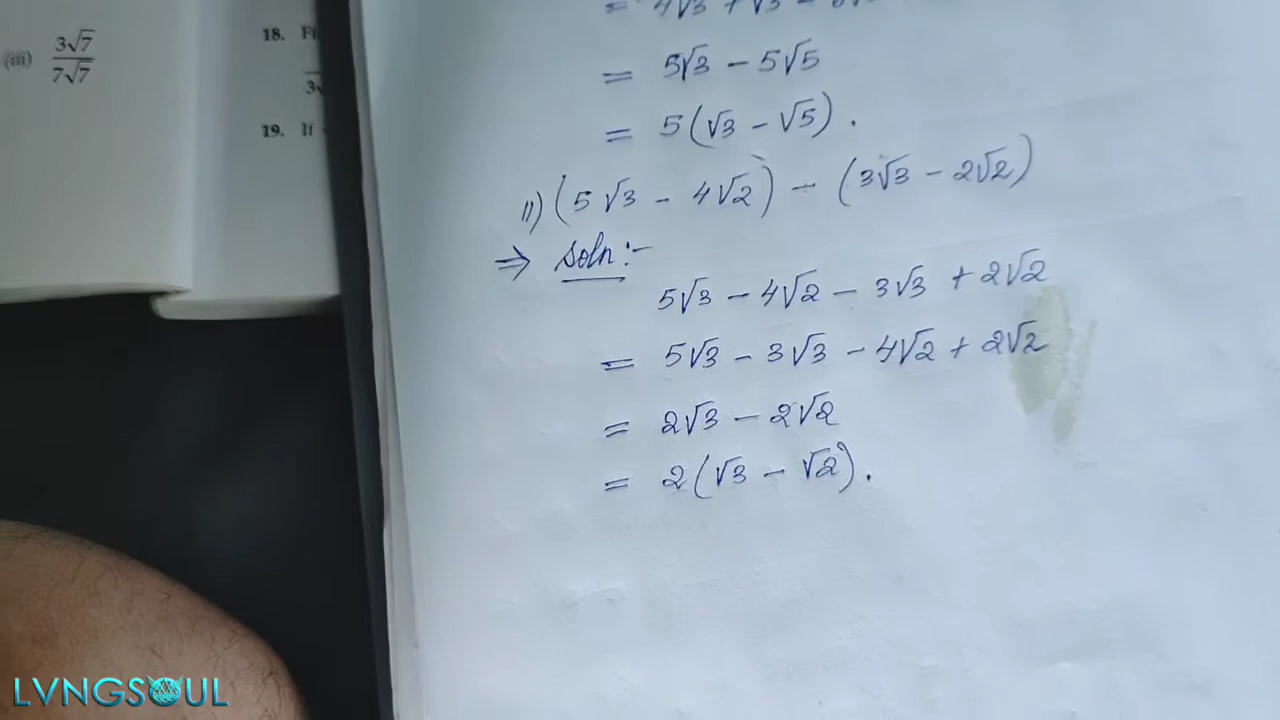 (iii) 3√7 / 7√7
18.
19. If
= 5√3 - 5√5
= 5(√3 - √5).
11) (5√3 - 4√2) - (3√3 - 2√2)
⇒ Soln:-
5√3 - 4√2 - 3√3 + 2√2
= 5√3 - 3√3 - 4√2 + 2√2
= 2√3 - 2√2
= 2(√3 - √2).
LVNGSOUL